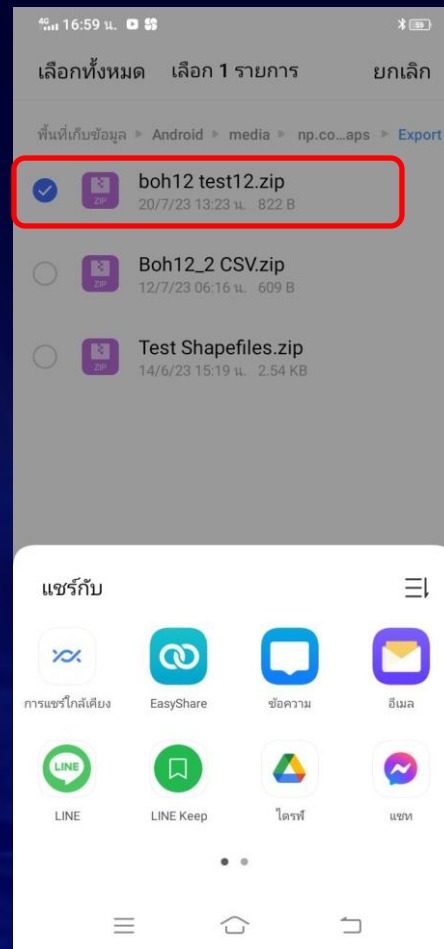 4G 16:59 น. 59
เลือกทั้งหมด เลือก 1 รายการ ยกเลิก
พื้นที่เก็บข้อมูล Android media np.co...aps Export
ZIP
boh12 test12.zip
20/7/23 13:23 น. 822 B
ZIP
Boh12_2 CSV.zip
12/7/23 06:16 น. 609 B
ZIP
Test Shapefiles.zip
14/6/23 15:19 น. 2.54 KB
แชร์กับ
การแชร์ใกล้เคียง EasyShare ข้อความ อีเมล
LINE
LINE LINE Keep ไดรฟ์ แชท